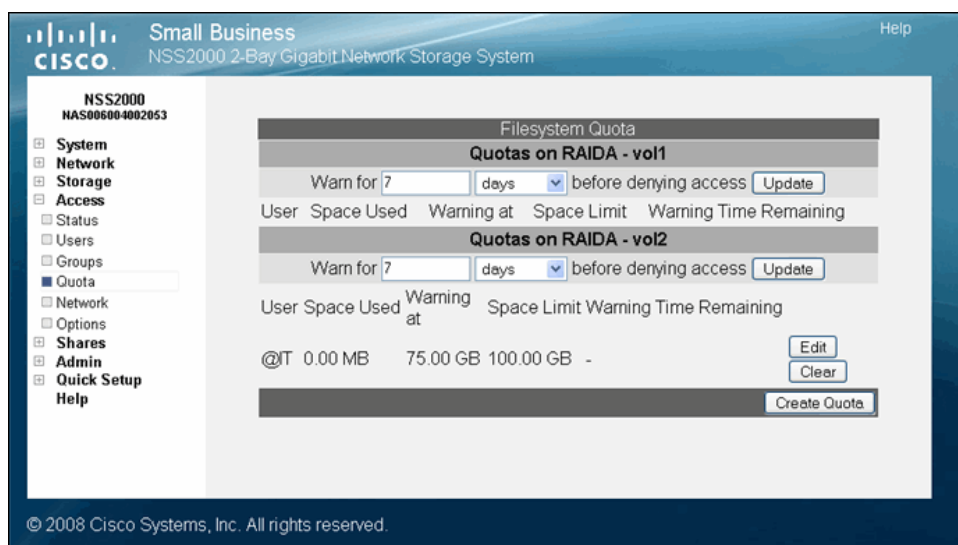 CISCO.
Small Business
NSS2000 2-Bay Gigabit Network Storage System
Help
NSS2000
NAS006004002053
System
Network
Storage
Access
Status
Users
Groups
Quota
Network
Options
Shares
Admin
Quick Setup
Help
Filesystem Quota
Quotas on RAIDA - vol1
Warn for 7 days before denying access Update
User Space Used Warning at Space Limit Warning Time Remaining
Quotas on RAIDA - vol2
Warn for 7 days before denying access Update
User Space Used Warning at Space Limit Warning Time Remaining
@IT 0.00 MB 75.00 GB 100.00 GB - Edit
Clear
Create Quota
© 2008 Cisco Systems, Inc. All rights reserved.